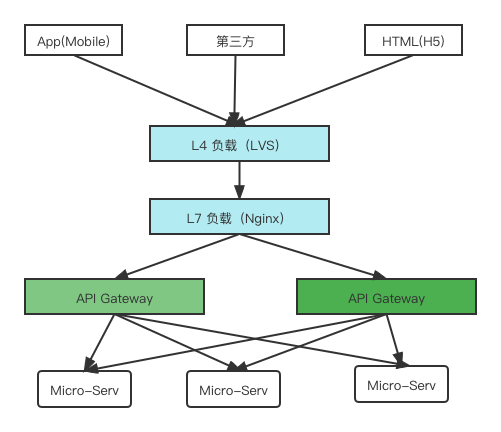 App(Mobile)
第三方
HTML(H5)
L4 负载（LVS）
L7 负载（Nginx）
API Gateway
API Gateway
Micro-Serv
Micro-Serv
Micro-Serv